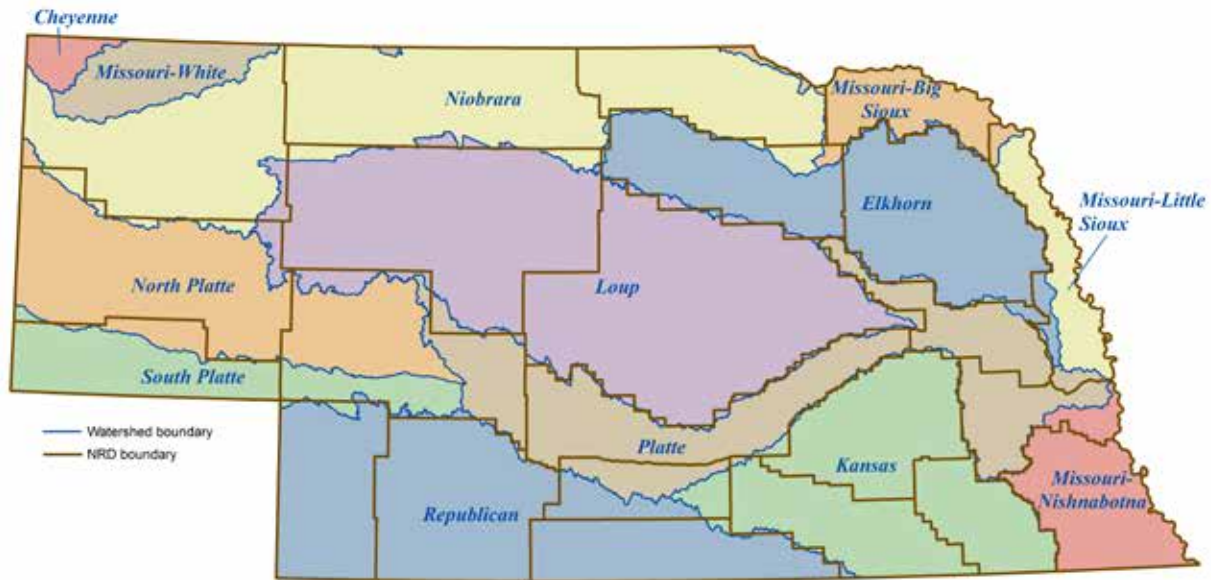 Cheyenne
Missouri-White
Niobrara
Missouri-Big
Sioux
Elkhorn
Missouri-Little
Sioux
North Platte
Loup
South Platte
Watershed boundary
NRD boundary
Platte
Kansas
Missouri-
Nishnabotna
Republican